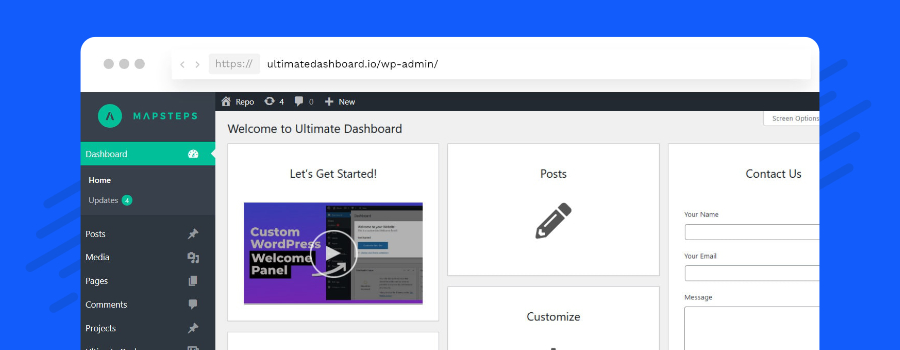 https://
ultimatedashboard.io/wp-admin/
MAPSTEPS
Repo
4
0
New
Screen Options
Welcome to Ultimate Dashboard
Dashboard
Home
Updates 4
Posts
Media
Pages
Comments
Projects
Let's Get Started!
Custom
WordPress
Welcome
Panel
Posts
Customize
Contact Us
Your Name
Your Email
Message